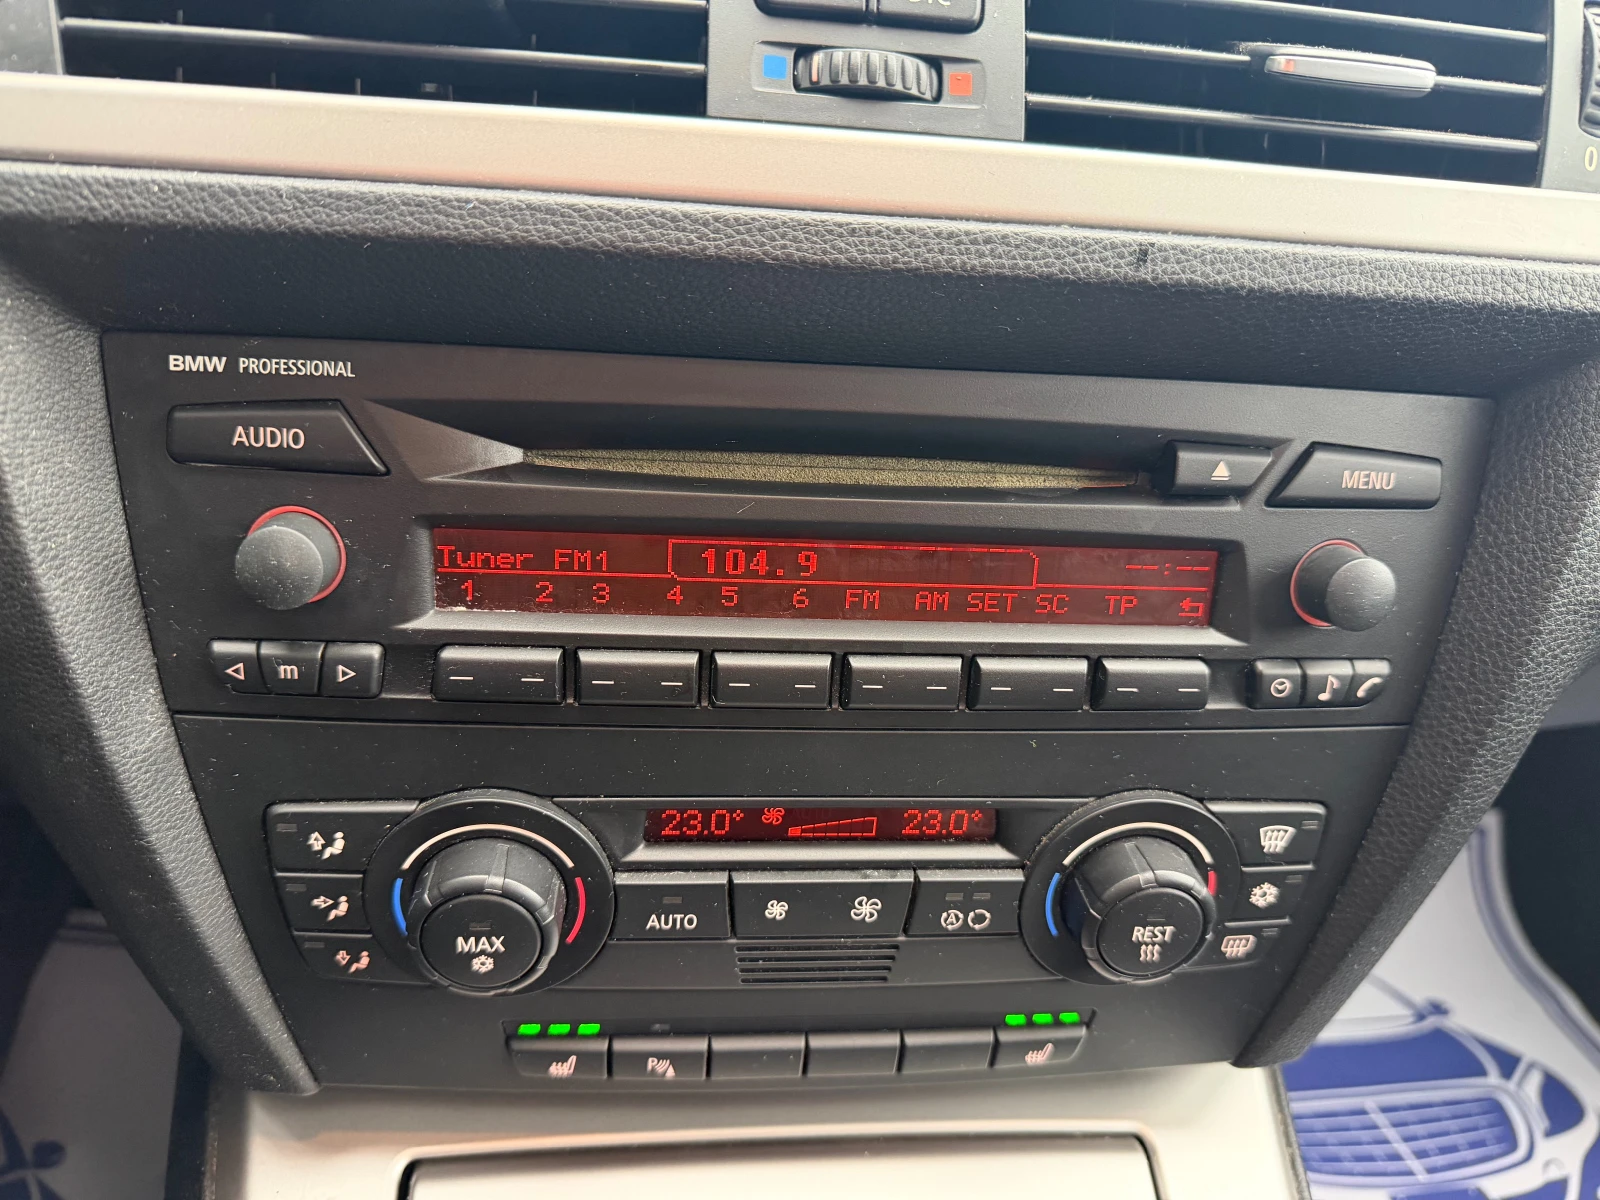 BMW PROFESSIONAL
AUDIO
MENU
Tuner FM1 104.9 --:--
1 2 3 4 5 6 FM AM SET SC TP
m
23.0° 23.0°
AUTO
A
MAX
REST
P
0